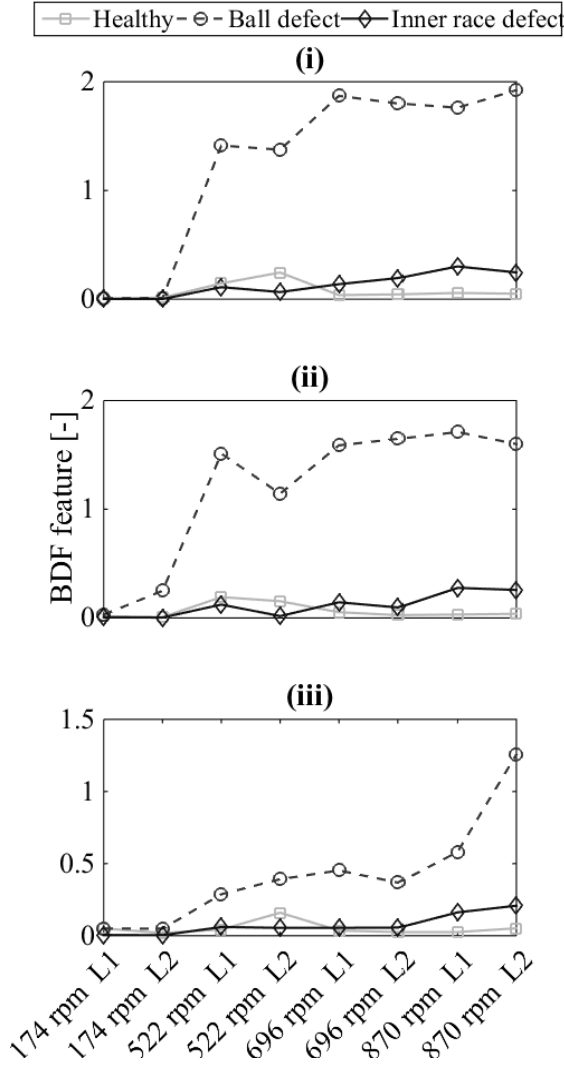 Healthy Ball defect Inner race defect
(i)
2
1
0
(ii)
2
1
0
BDF feature [-]
(iii)
1.5
1
0.5
0
174 rpm L1
174 rpm L2
522 rpm L1
522 rpm L2
696 rpm L1
696 rpm L2
870 rpm L1
870 rpm L2